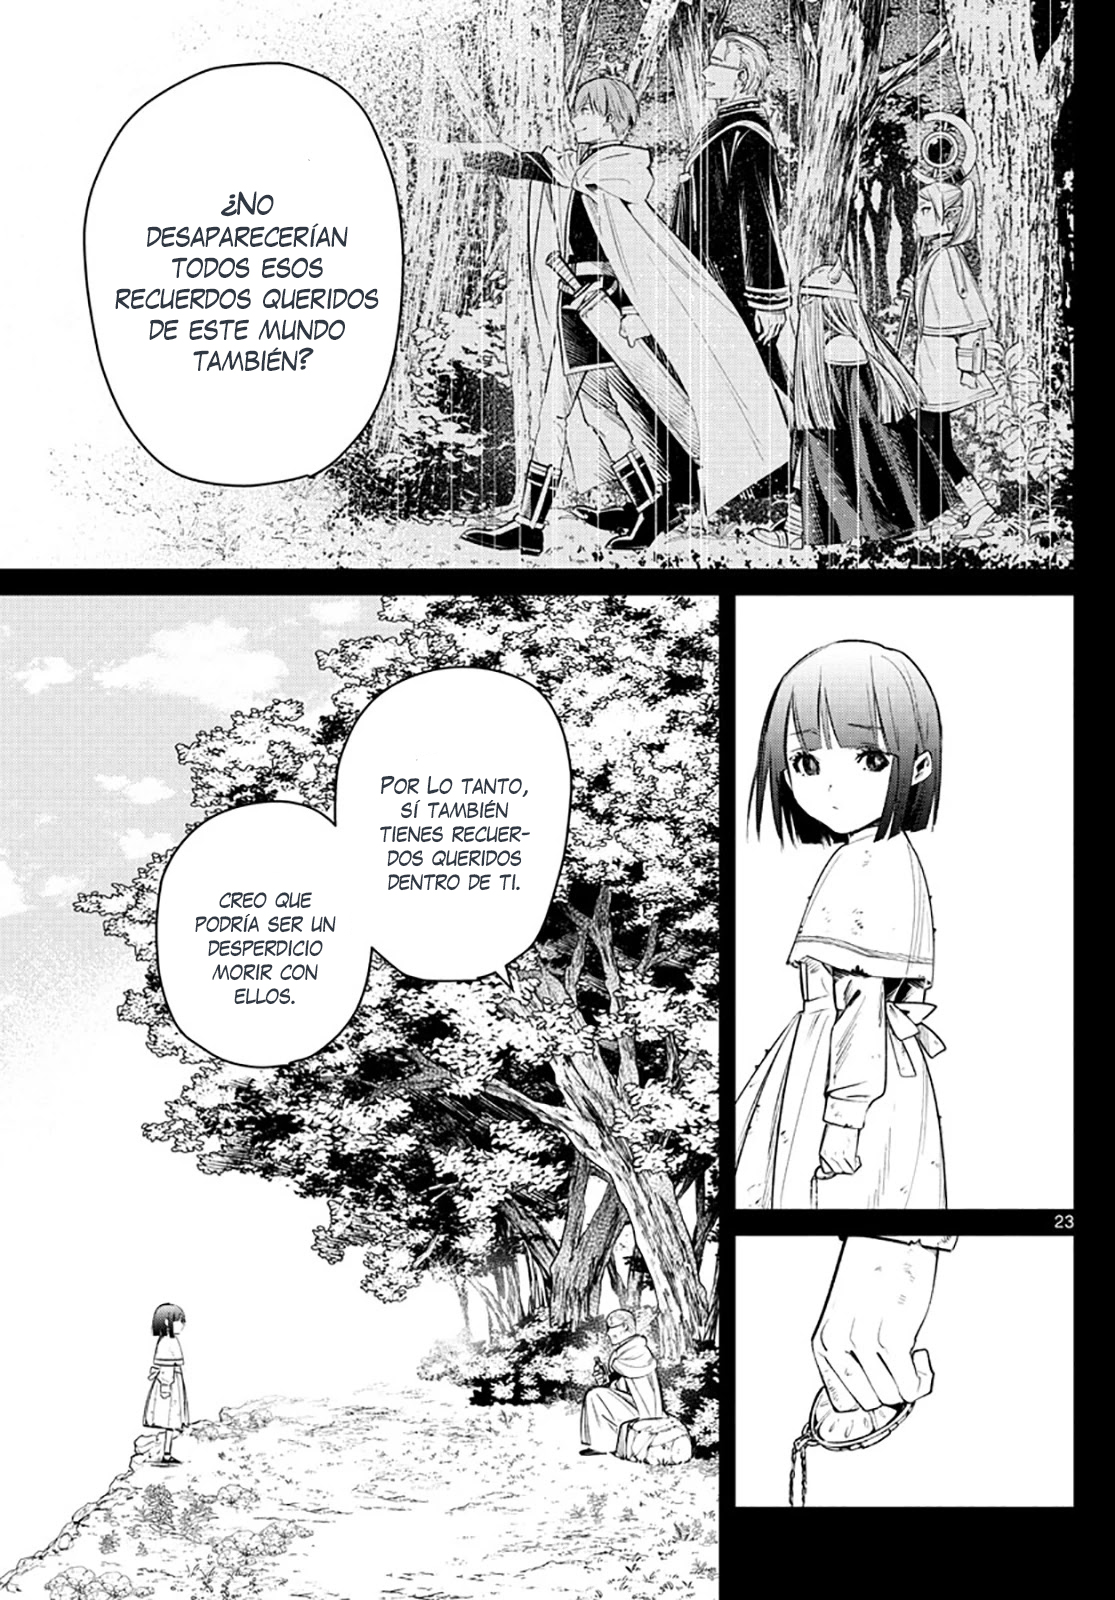 ¿No
DESAPARECERÍAN
TODOS ESOS
RECUERDOS QUERIDOS
DE ESTE MUNDO
TAMBIÉN?
POR LO TANTO,
SÍ TAMBIÉN
TIENES RECUER-
DOS QUERIDOS
DENTRO DE TI.
CREO QUE
PODRÍA SER UN
DESPERDICIO
MORIR CON
ELLOS.
23